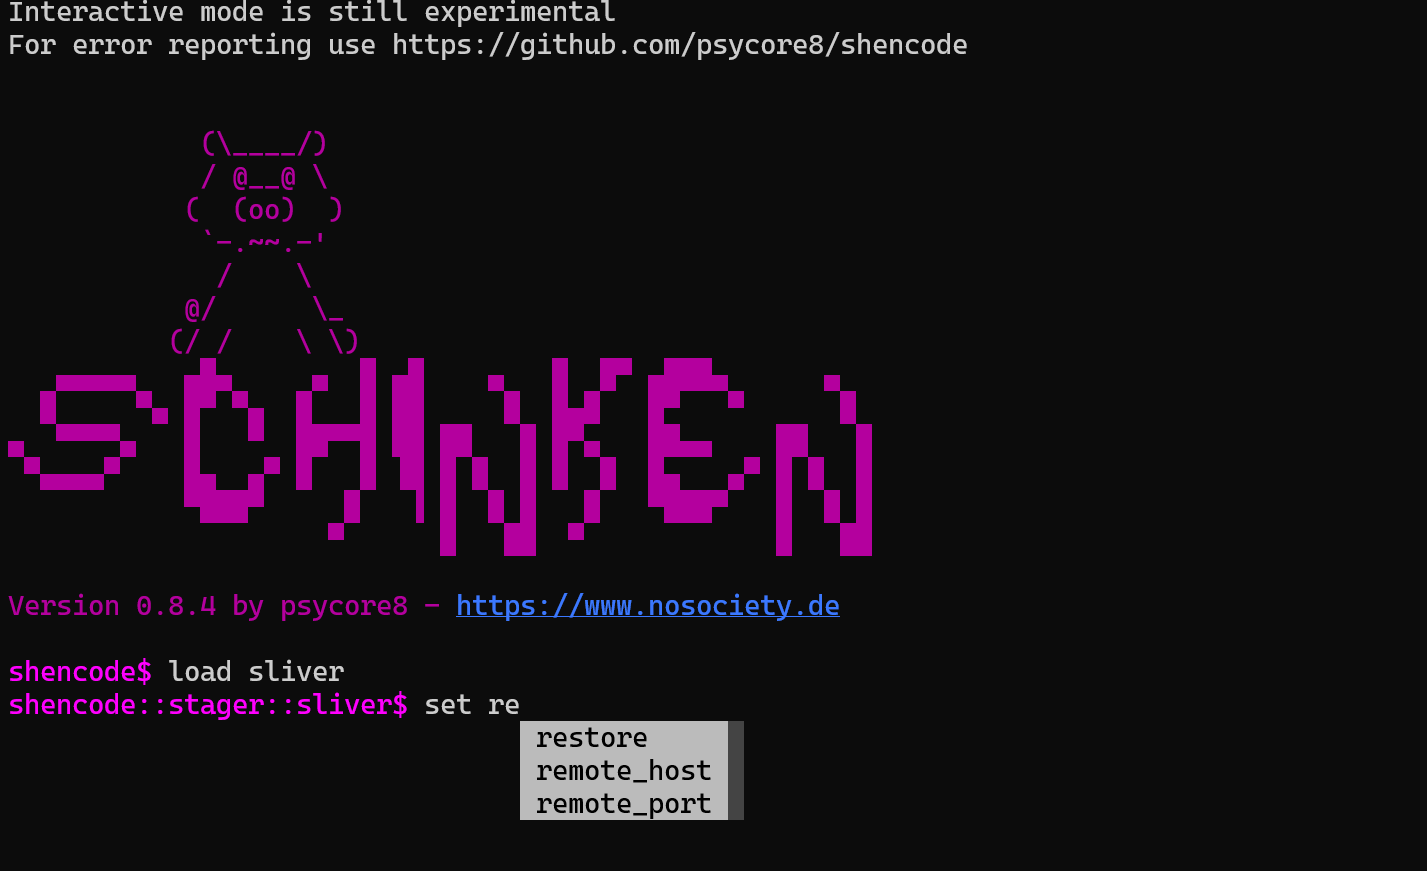 Interactive mode is still experimental
For error reporting use https://github.com/psycore8/shencode
(\____/)
/ @__@ \
(  (oo)  )
`-.~~.-'
/    \
@/      \_
(/ /    \ \)
SCHINKEN
Version 0.8.4 by psycore8 - https://www.nosociety.de
shencode$ load sliver
shencode::stager::sliver$ set re
restore
remote_host
remote_port